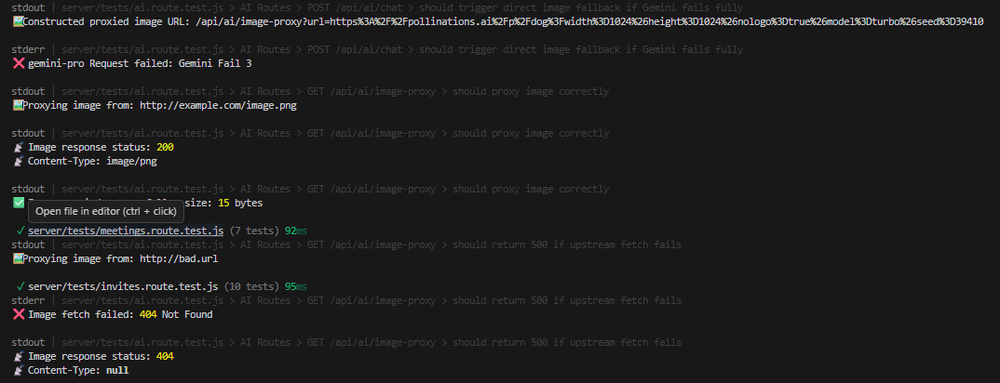 stdout | server/tests/ai.route.test.js > AI Routes > POST /api/ai/chat > should trigger direct image fallback if Gemini fails fully
🖼️Constructed proxied image URL: /api/ai/image-proxy?url=https%3A%2F%2Fpollinations.ai%2Fp%2Fdog%3Fwidth%3D1024%26height%3D1024%26nologo%3Dtrue%26model%3Dturbo%26seed%3D39410
stderr | server/tests/ai.route.test.js > AI Routes > POST /api/ai/chat > should trigger direct image fallback if Gemini fails fully
❌ gemini-pro Request failed: Gemini Fail 3
stdout | server/tests/ai.route.test.js > AI Routes > GET /api/ai/image-proxy > should proxy image correctly
🖼️Proxying image from: http://example.com/image.png
stdout | server/tests/ai.route.test.js > AI Routes > GET /api/ai/image-proxy > should proxy image correctly
📡 Image response status: 200
📡 Content-Type: image/png
stdout | server/tests/ai.route.test.js > AI Routes > GET /api/ai/image-proxy > should proxy image correctly
✅ size: 15 bytes
Open file in editor (ctrl + click)
✓ server/tests/meetings.route.test.js (7 tests) 92ms
stdout | server/tests/ai.route.test.js > AI Routes > GET /api/ai/image-proxy > should return 500 if upstream fetch fails
🖼️Proxying image from: http://bad.url
✓ server/tests/invites.route.test.js (10 tests) 95ms
stderr | server/tests/ai.route.test.js > AI Routes > GET /api/ai/image-proxy > should return 500 if upstream fetch fails
❌ Image fetch failed: 404 Not Found
stdout | server/tests/ai.route.test.js > AI Routes > GET /api/ai/image-proxy > should return 500 if upstream fetch fails
📡 Image response status: 404
📡 Content-Type: null